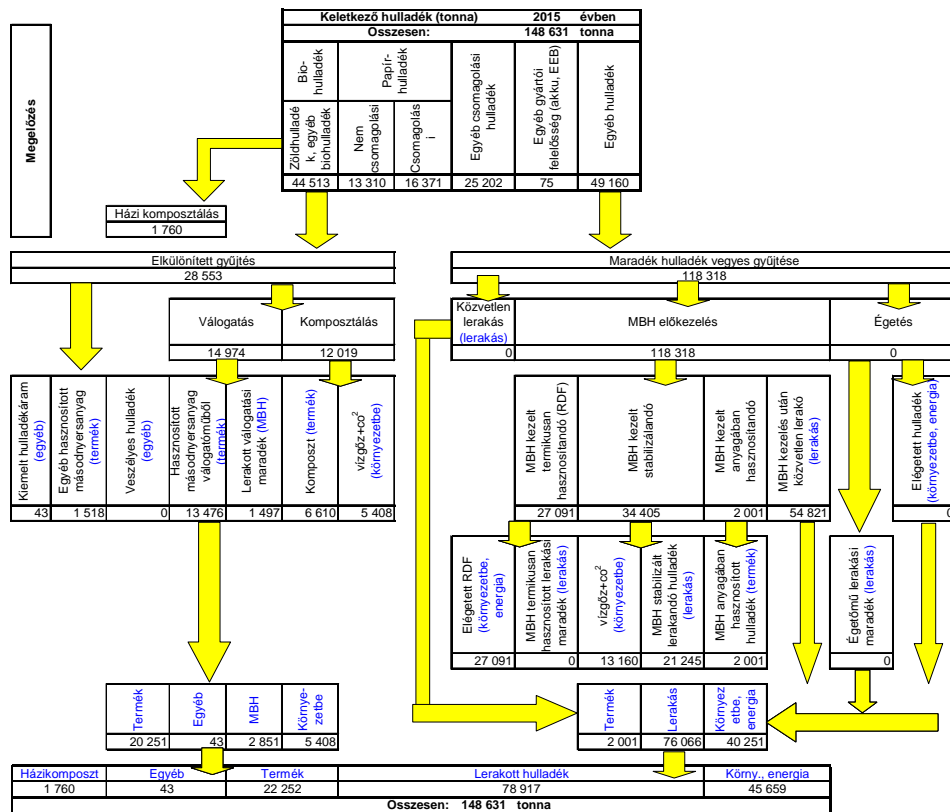 Keletkező hulladék (tonna) 2015 évben
Összesen: 148 631 tonna
Megelőzés
Bio-
hulladék
Papír-
hulladék
Zöldhulladé
k, egyéb
biohulladék
Nem
csomagolási
Csomagolás
i
Egyéb csomagolási
hulladék
Egyéb gyártói
felelősség (akku, EEB)
Egyéb hulladék
44 513 13 310 16 371 25 202 75 49 160
Házi komposztálás
1 760
Elkülönített gyűjtés
28 553
Maradék hulladék vegyes gyűjtése
118 318
Válogatás Komposztálás
14 974 12 019
Közvetlen
lerakás
(lerakás)
MBH előkezelés
Égetés
0 118 318 0
Kiemelt hulladékáram
(egyéb)
Egyéb hasznosított
másodnyersanyag
(termék)
Veszélyes hulladék
(egyéb)
Hasznosított
másodnyersanyag
válogatóműből
(termék)
Lerakott válogatási
maradék (MBH)
Komposzt (termék)
vízgőz+co2
(környezetbe)
43 1 518 0 13 476 1 497 6 610 5 408
MBH kezelt
termikusan
hasznosítandó (RDF)
MBH kezelt
stabilizálandó
MBH kezelt
anyagában
hasznosítandó
MBH kezelés után
közvetlen lerakó
(lerakás)
27 091 34 405 2 001 54 821
Elégetett hulladék
(környezetbe, energia)
0
Elégetett RDF
(környezetbe,
energia)
MBH termikusan
hasznosított lerakási
maradék (lerakás)
vízgőz+co2
(környezetbe)
MBH stabilizált
lerakandó hulladék
(lerakás)
MBH anyagában
hasznosított
hulladék (termék)
27 091 0 13 160 21 245 2 001
Égetőmű lerakási
maradék (lerakás)
0
Termék
Egyéb
MBH
Környe-
zetbe
20 251 43 2 851 5 408
Termék
Lerakás
Környez
etbe,
energia
2 001 76 066 40 251
Házikomposzt Egyéb Termék Lerakott hulladék Körny., energia
1 760 43 22 252 78 917 45 659
Összesen: 148 631 tonna